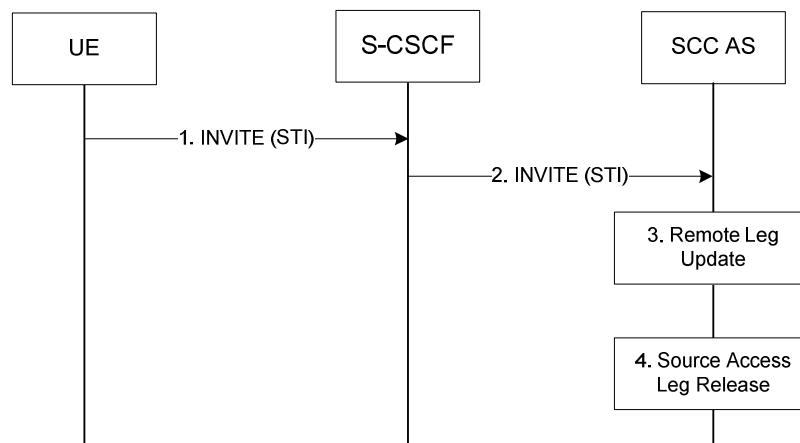 UE
S-CSCF
SCC AS
1. INVITE (STI)
2. INVITE (STI)
3. Remote Leg
Update
4. Source Access
Leg Release